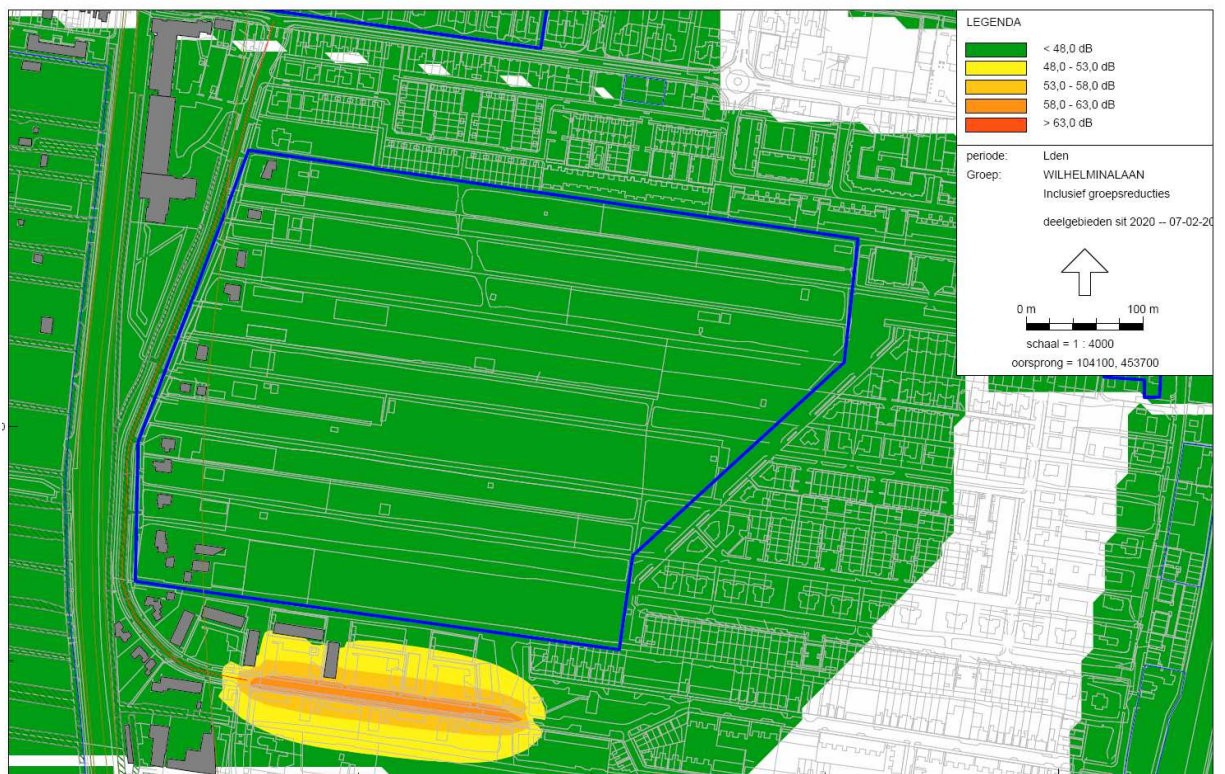 LEGENDA
< 48,0 dB
48,0 - 53,0 dB
53,0 - 58,0 dB
58,0 - 63,0 dB
> 63,0 dB
periode: Lden
Groep: WILHELMINALAAN
Inclusief groepsreducties
deelgebieden sit 2020 -- 07-02-20
0 m 100 m
schaal = 1 : 4000
oorsprong = 104100, 453700